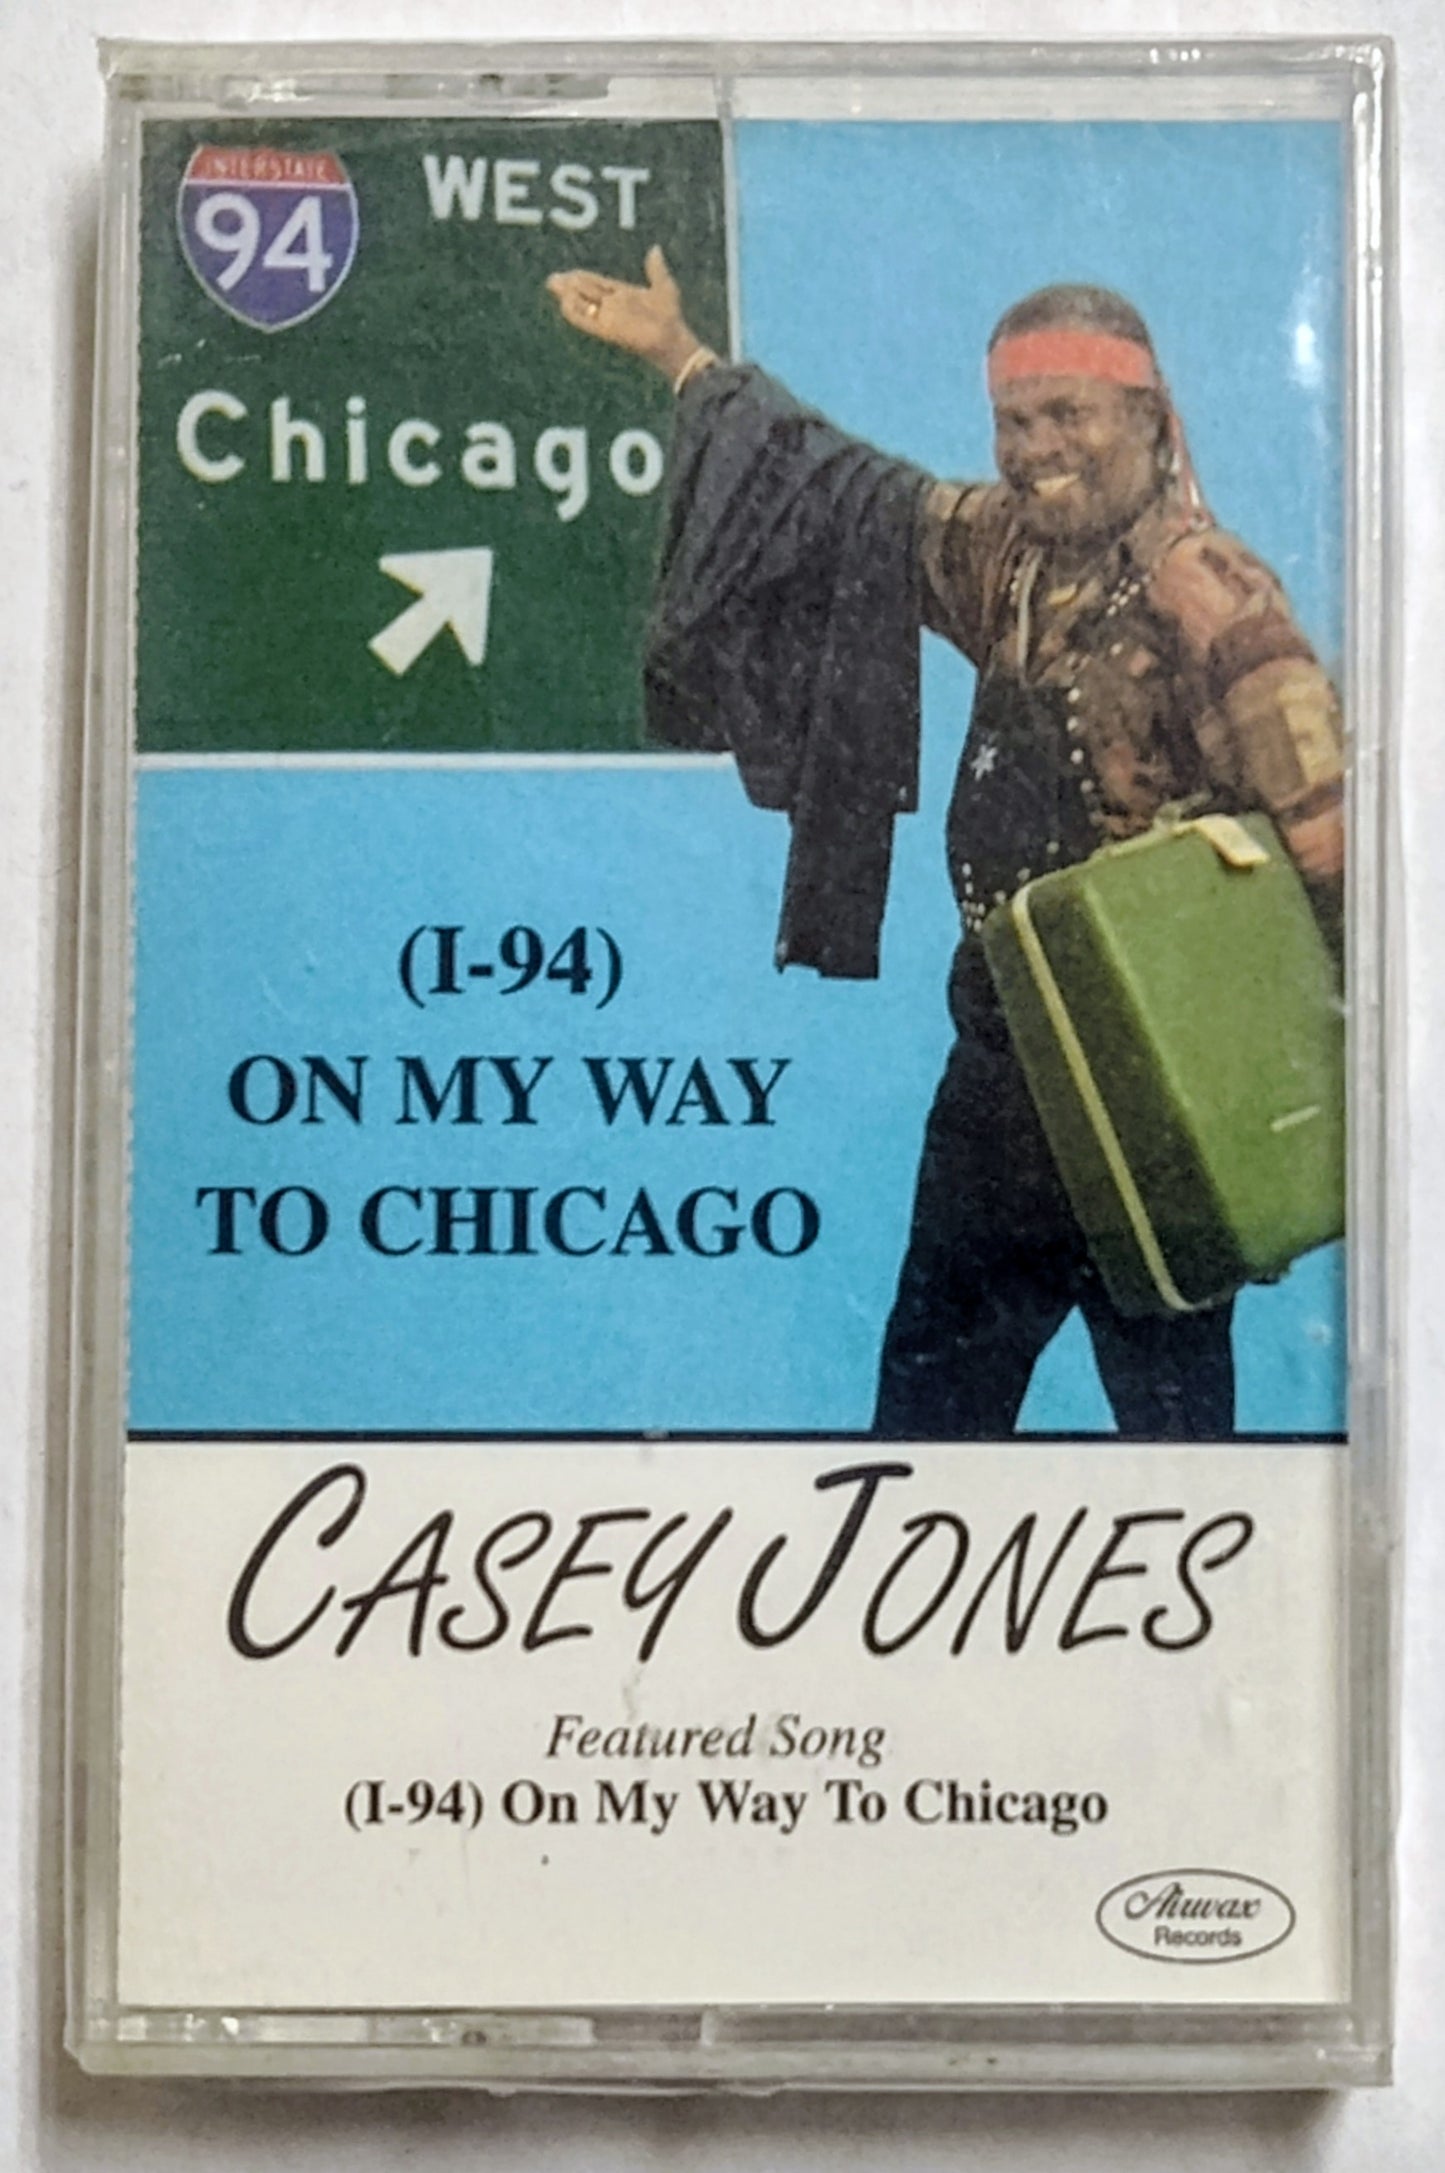 INTERSTATE
94
WEST
Chicago
(I-94)
ON MY WAY
TO CHICAGO
CASEY JONES
Featured Song
(I-94) On My Way To Chicago
Airwax
Records